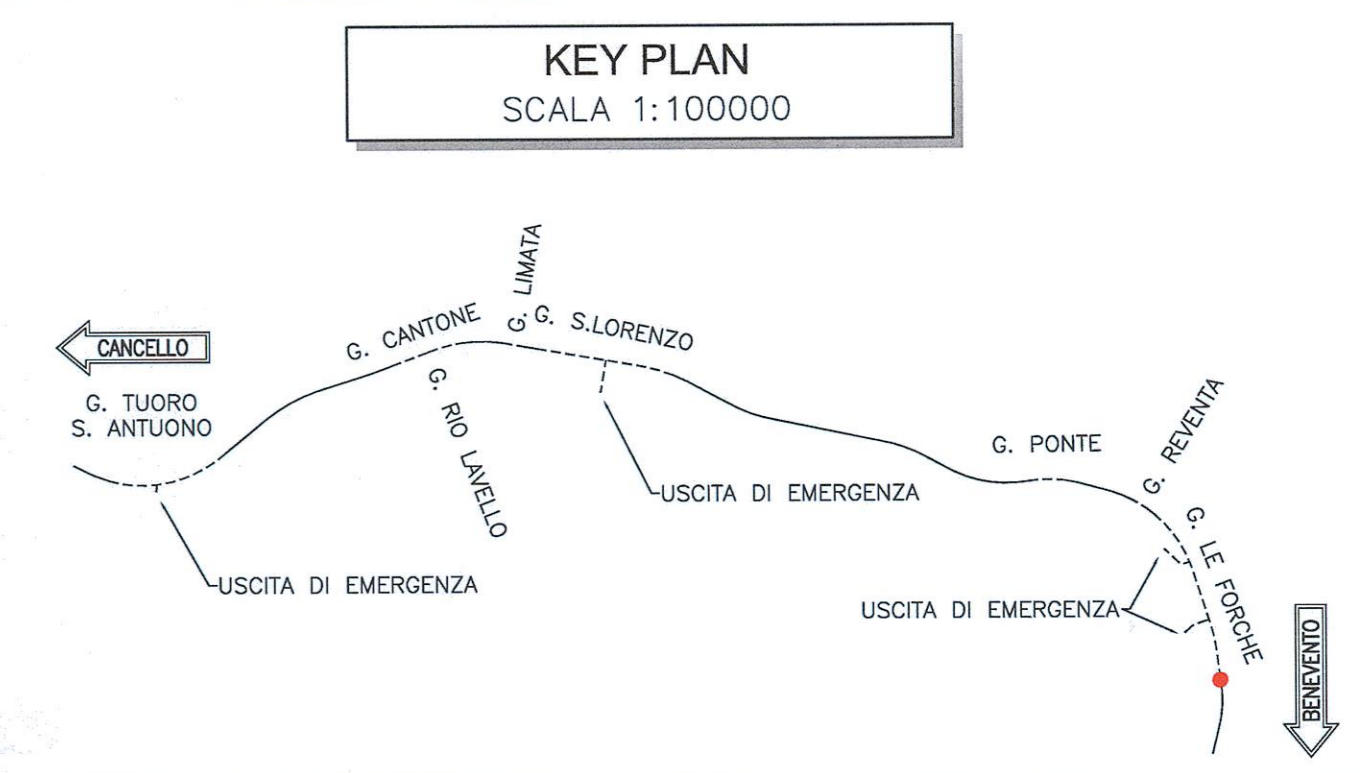 KEY PLAN
SCALA 1:100000
CANCELLO
G. TUORO
S. ANTUONO
G. CANTONE
G. RIO LAVELLO
G. LIMATA
G. S.LORENZO
USCITA DI EMERGENZA
USCITA DI EMERGENZA
G. PONTE
G. REVENTA
G. LE FORCHE
USCITA DI EMERGENZA
BENEVENTO